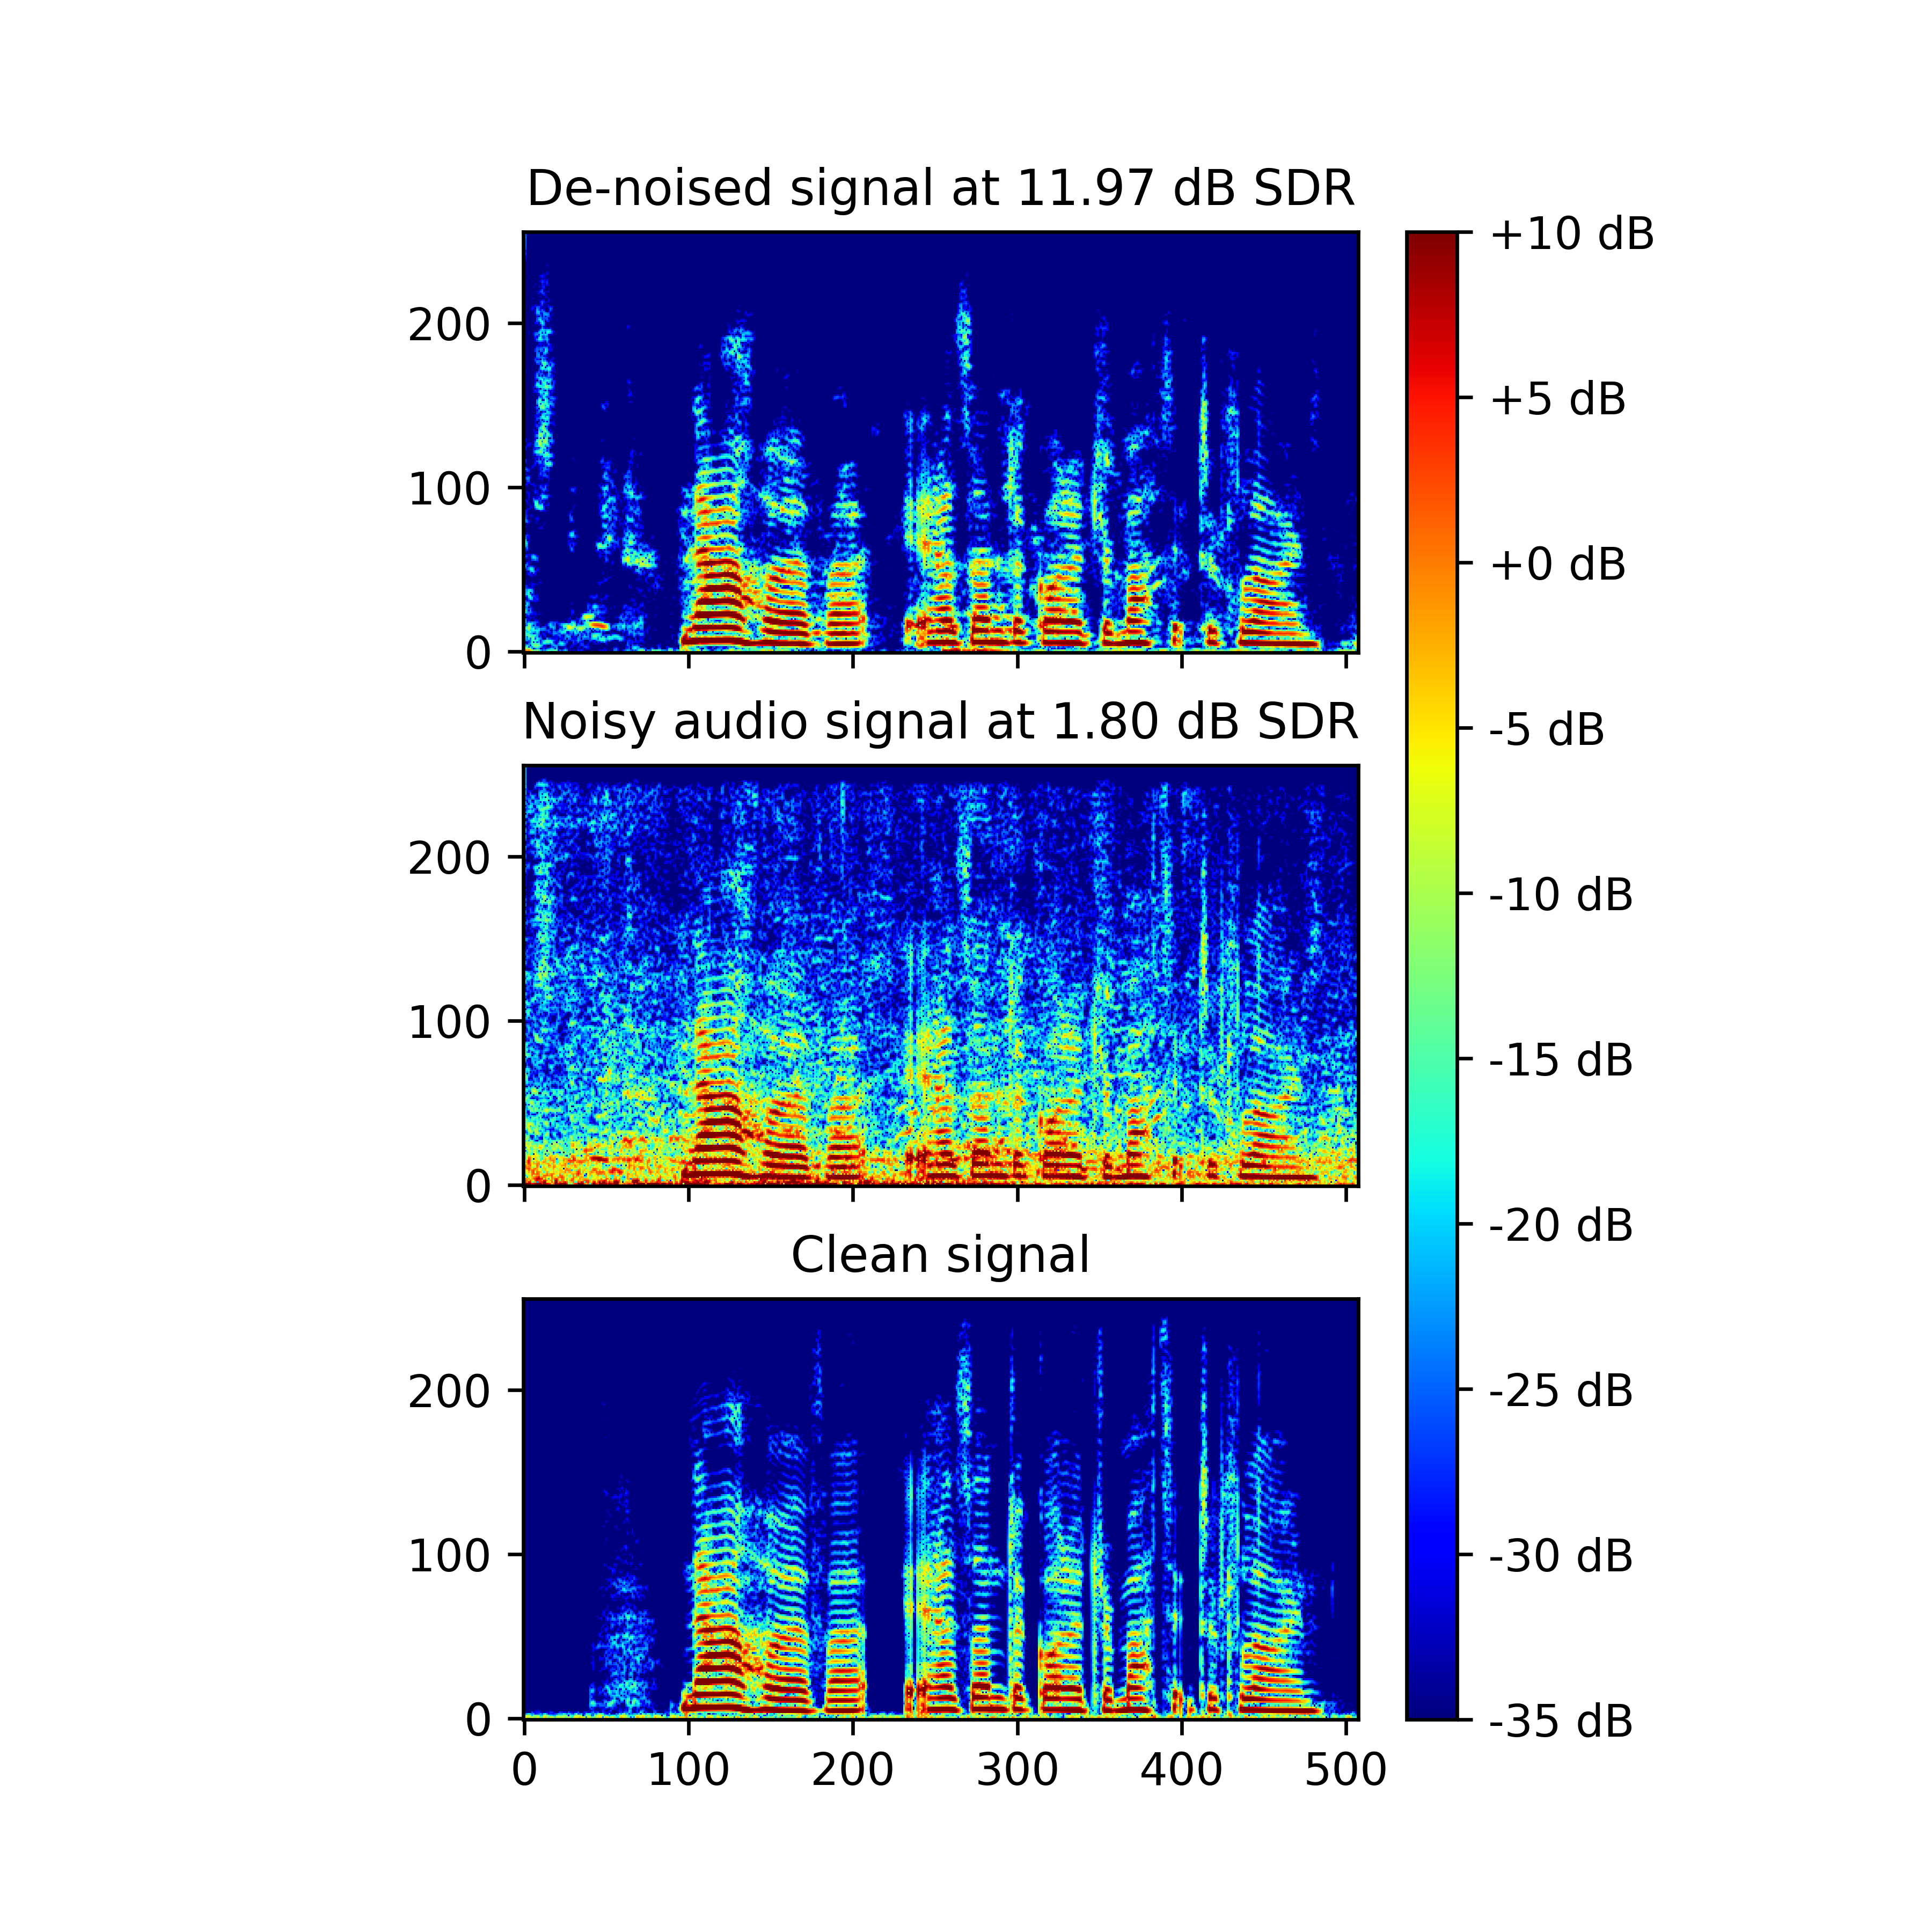 De-noised signal at 11.97 dB SDR
200
100
0
Noisy audio signal at 1.80 dB SDR
200
100
0
Clean signal
200
100
0
0 100 200 300 400 500
+10 dB
+5 dB
+0 dB
-5 dB
-10 dB
-15 dB
-20 dB
-25 dB
-30 dB
-35 dB